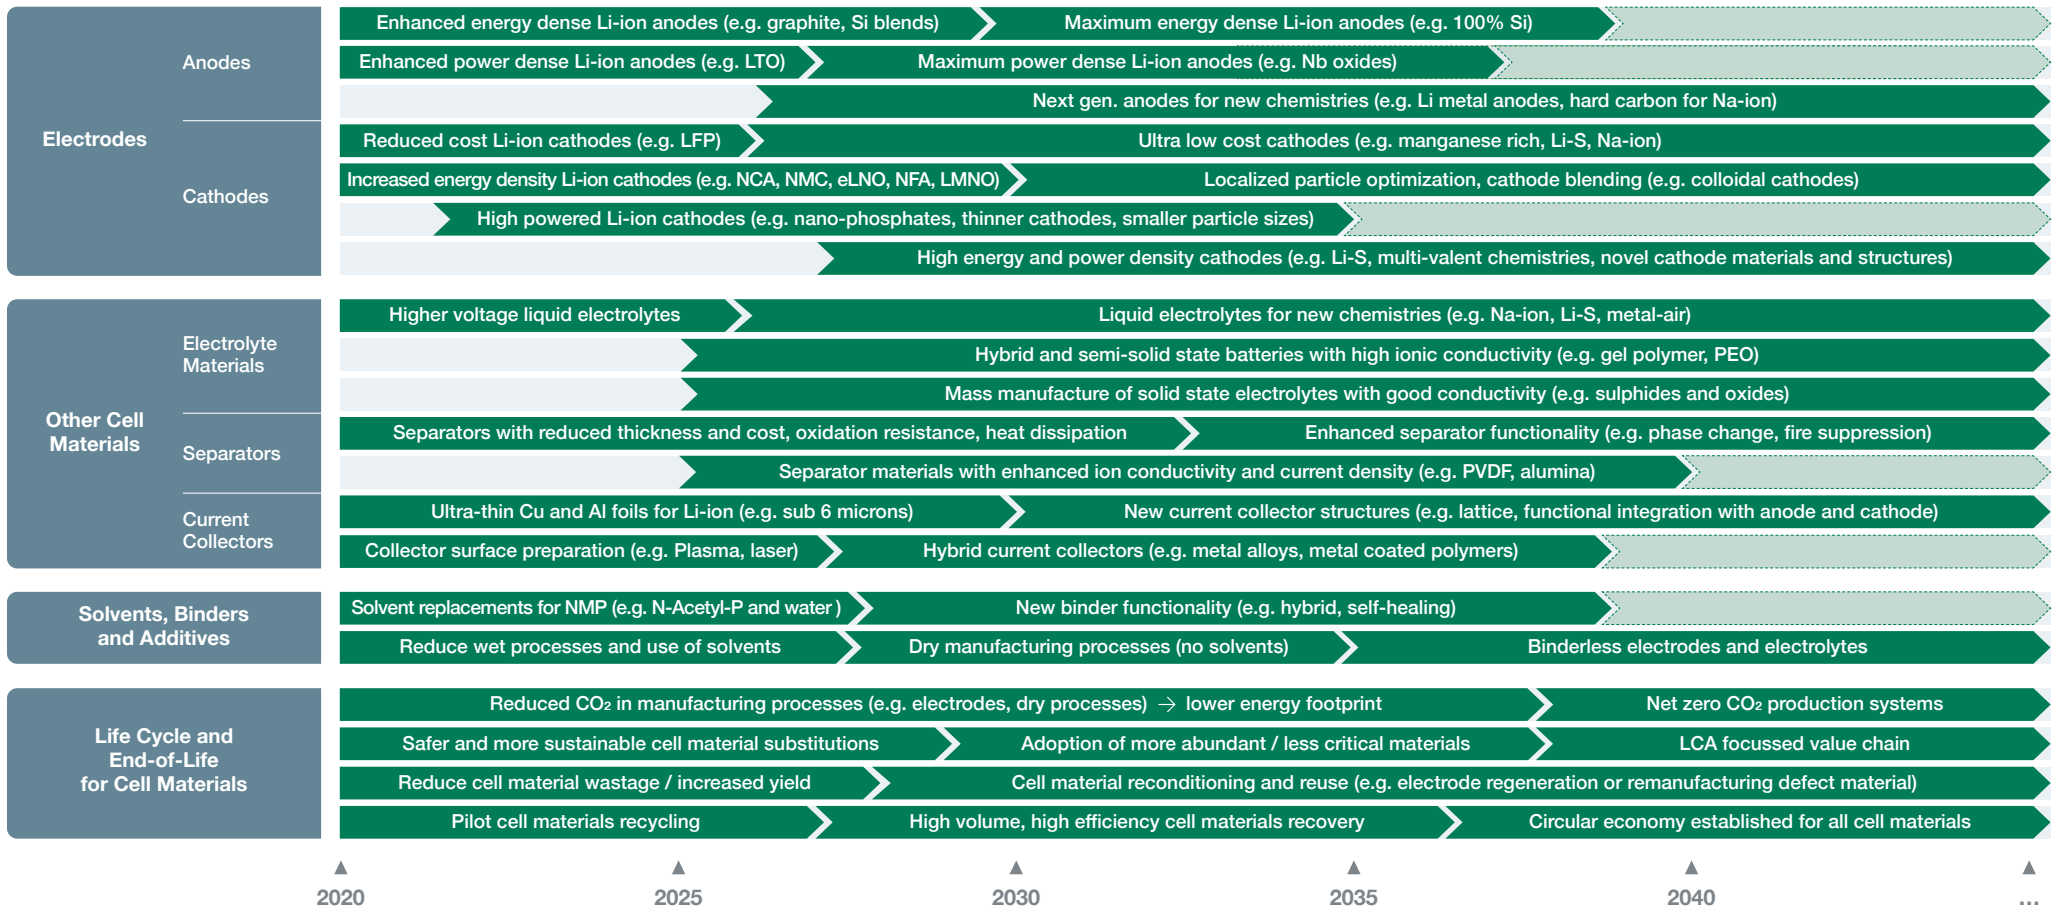 Electrodes
Anodes
Enhanced energy dense Li-ion anodes (e.g. graphite, Si blends)
Maximum energy dense Li-ion anodes (e.g. 100% Si)
Enhanced power dense Li-ion anodes (e.g. LTO)
Maximum power dense Li-ion anodes (e.g. Nb oxides)
Next gen. anodes for new chemistries (e.g. Li metal anodes, hard carbon for Na-ion)
Cathodes
Reduced cost Li-ion cathodes (e.g. LFP)
Ultra low cost cathodes (e.g. manganese rich, Li-S, Na-ion)
Increased energy density Li-ion cathodes (e.g. NCA, NMC, eLNO, NFA, LMNO)
Localized particle optimization, cathode blending (e.g. colloidal cathodes)
High powered Li-ion cathodes (e.g. nano-phosphates, thinner cathodes, smaller particle sizes)
High energy and power density cathodes (e.g. Li-S, multi-valent chemistries, novel cathode materials and structures)
Other Cell
Materials
Electrolyte
Materials
Higher voltage liquid electrolytes
Liquid electrolytes for new chemistries (e.g. Na-ion, Li-S, metal-air)
Hybrid and semi-solid state batteries with high ionic conductivity (e.g. gel polymer, PEO)
Mass manufacture of solid state electrolytes with good conductivity (e.g. sulphides and oxides)
Separators
Separators with reduced thickness and cost, oxidation resistance, heat dissipation
Enhanced separator functionality (e.g. phase change, fire suppression)
Separator materials with enhanced ion conductivity and current density (e.g. PVDF, alumina)
Current
Collectors
Ultra-thin Cu and Al foils for Li-ion (e.g. sub 6 microns)
New current collector structures (e.g. lattice, functional integration with anode and cathode)
Collector surface preparation (e.g. Plasma, laser)
Hybrid current collectors (e.g. metal alloys, metal coated polymers)
Solvents, Binders
and Additives
Solvent replacements for NMP (e.g. N-Acetyl-P and water )
New binder functionality (e.g. hybrid, self-healing)
Reduce wet processes and use of solvents
Dry manufacturing processes (no solvents)
Binderless electrodes and electrolytes
Life Cycle and
End-of-Life
for Cell Materials
Reduced CO₂ in manufacturing processes (e.g. electrodes, dry processes) → lower energy footprint
Net zero CO₂ production systems
Safer and more sustainable cell material substitutions
Adoption of more abundant / less critical materials
LCA focussed value chain
Reduce cell material wastage / increased yield
Cell material reconditioning and reuse (e.g. electrode regeneration or remanufacturing defect material)
Pilot cell materials recycling
High volume, high efficiency cell materials recovery
Circular economy established for all cell materials
2020
2025
2030
2035
2040
...